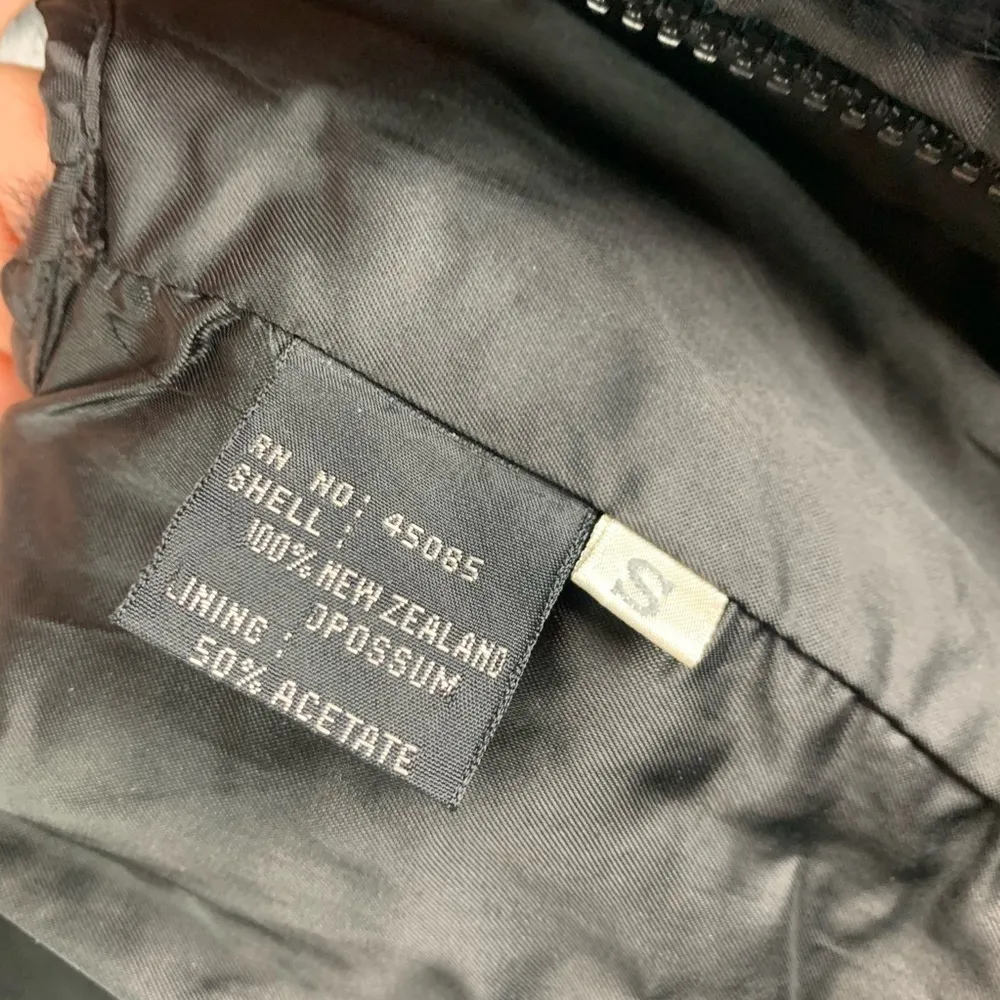 RN NO: 45085
SHELL :
100% NEW ZEALAND
OPOSSUM
LINING :
50% ACETATE
S